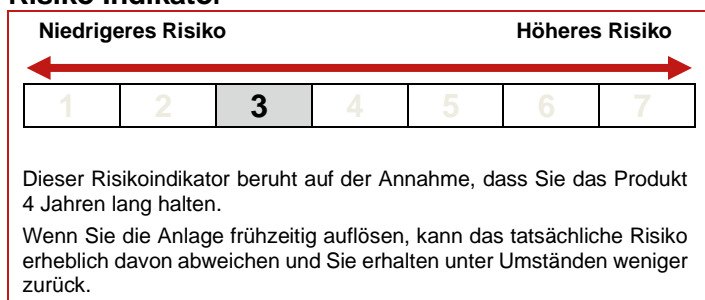 Risiko-Indikator
Niedrigeres Risiko Höheres Risiko
1 2 3 4 5 6 7
Dieser Risikoindikator beruht auf der Annahme, dass Sie das Produkt
4 Jahren lang halten.
Wenn Sie die Anlage frühzeitig auflösen, kann das tatsächliche Risiko
erheblich davon abweichen und Sie erhalten unter Umständen weniger
zurück.